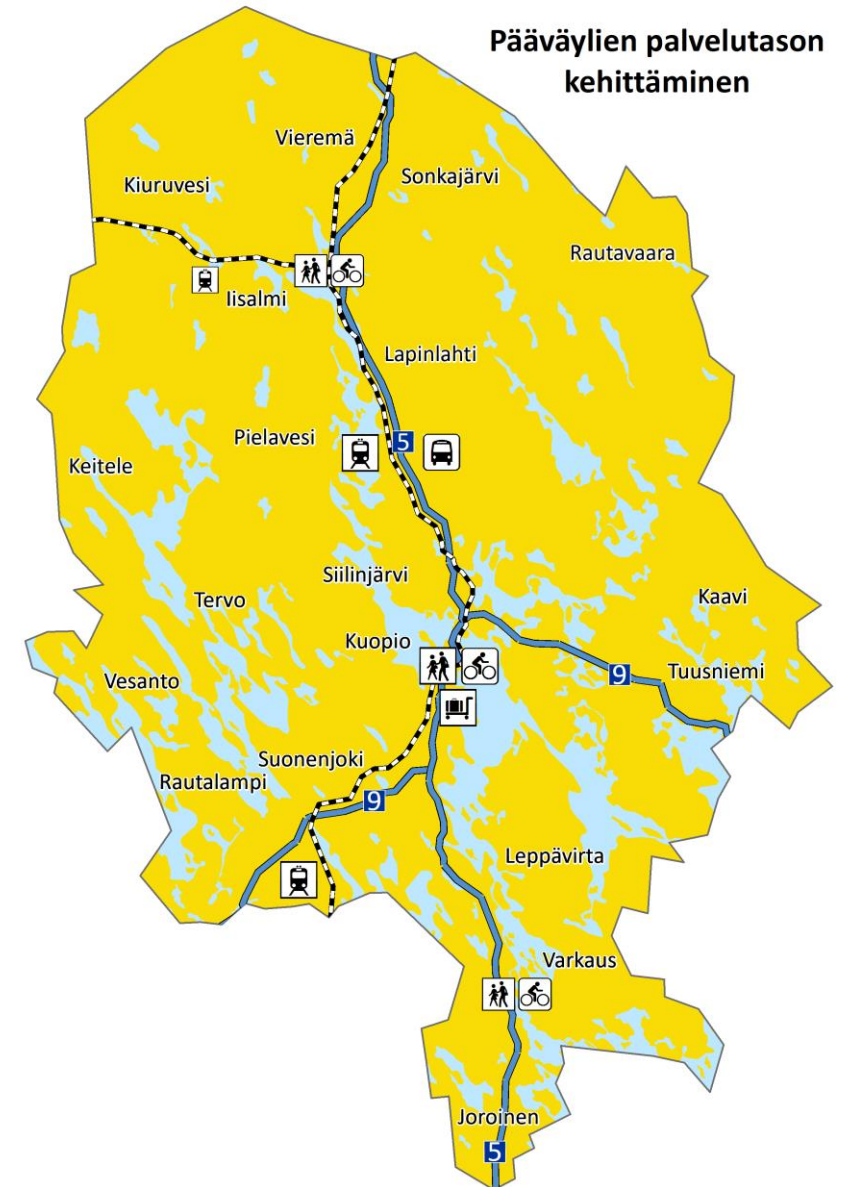 Pääväylien palvelutason
kehittäminen
Vieremä
Kiuruvesi
Sonkajärvi
Rautavaara
Iisalmi
Lapinlahti
Pielavesi
5
Keitele
Siilinjärvi
Tervo
Kaavi
Kuopio
Vesanto
9
Tuusniemi
Suonenjoki
Rautalampi
9
Leppävirta
Varkaus
Joroinen
5